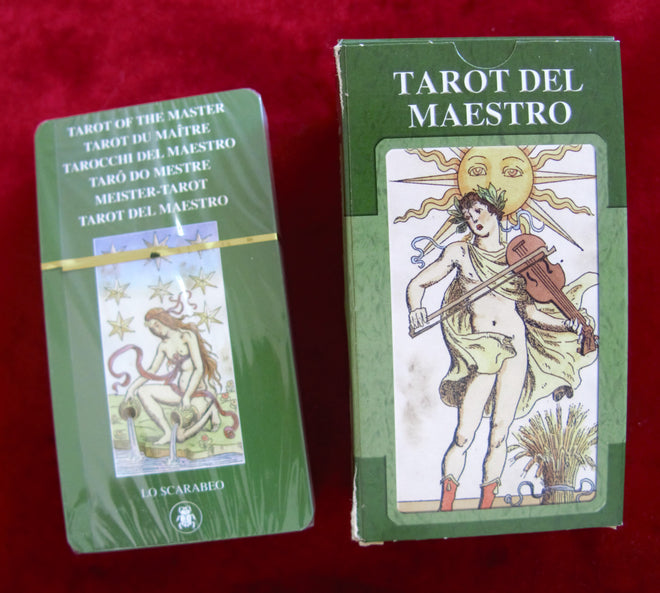 TAROT OF THE MASTER
TAROT DU MAÎTRE
TAROCCHI DEL MAESTRO
TARÔ DO MESTRE
MEISTER-TAROT
TAROT DEL MAESTRO
LO SCARABEO
TAROT DEL
MAESTRO